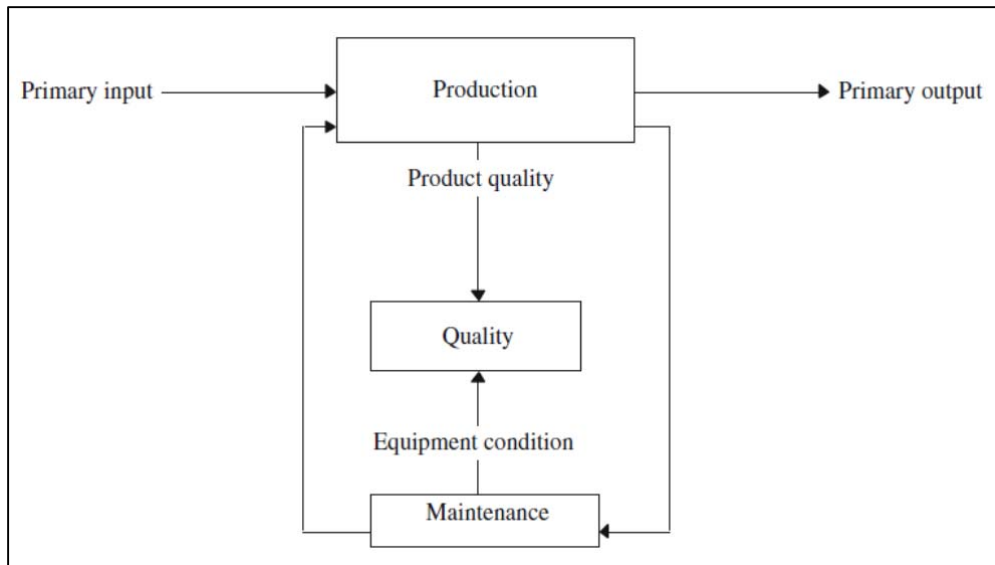 Production
Primary input
Primary output
Product quality
Quality
Equipment condition
Maintenance